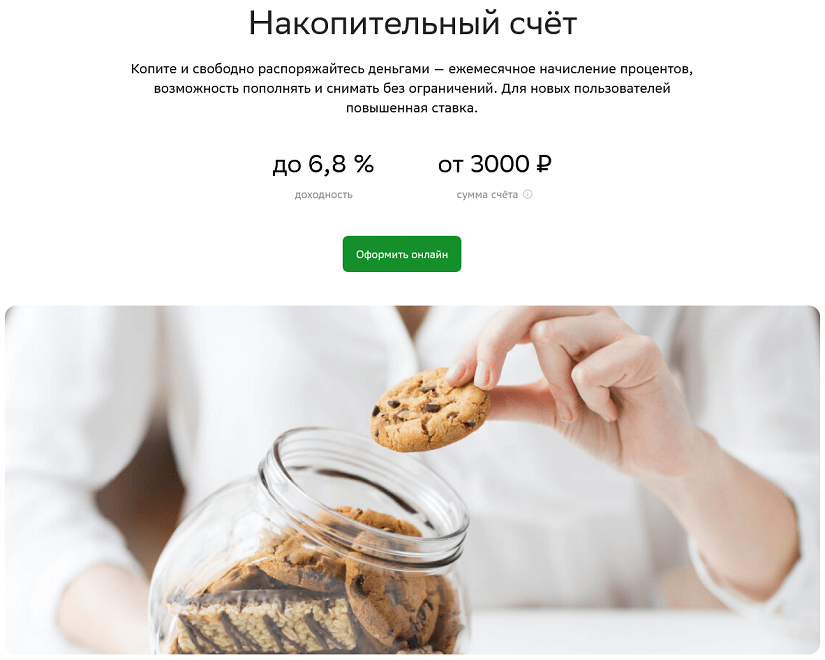 Накопительный счёт
Копите и свободно распоряжайтесь деньгами — ежемесячное начисление процентов,
возможность пополнять и снимать без ограничений. Для новых пользователей
повышенная ставка.
до 6,8 % от 3000 ₽
доходность сумма счёта
Оформить онлайн